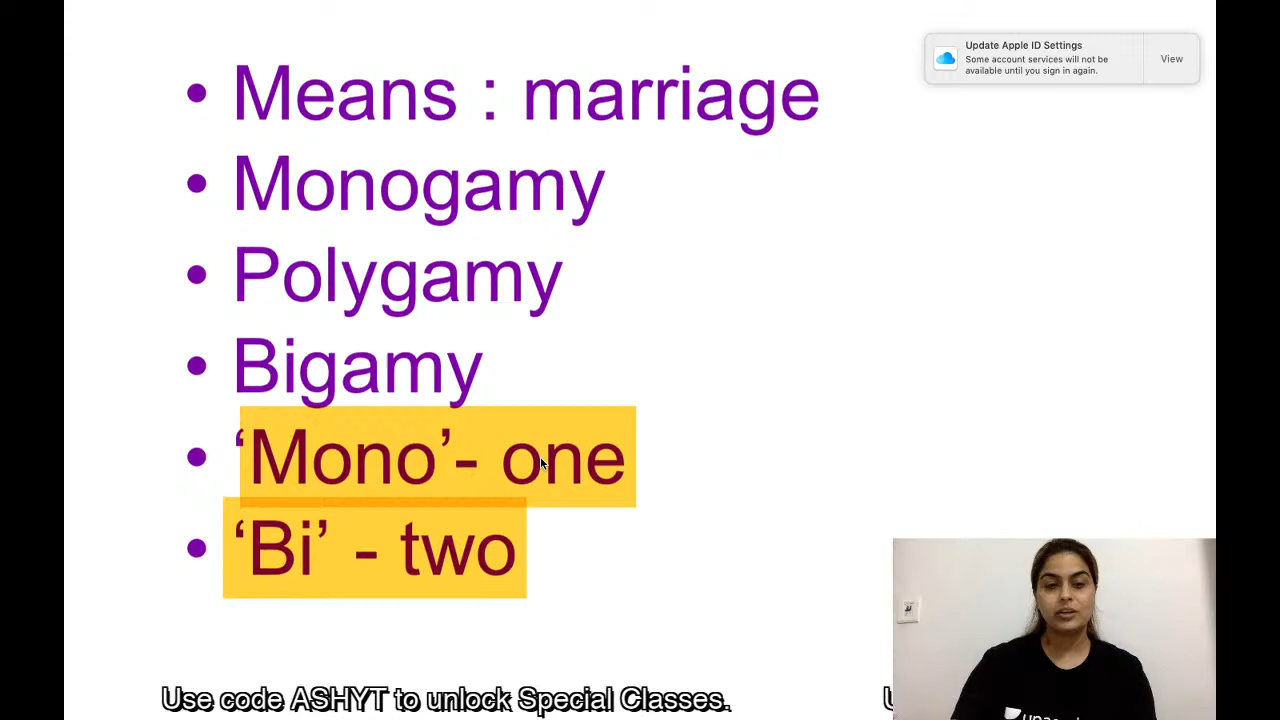 • Means : marriage
• Monogamy
• Polygamy
• Bigamy
• ‘Mono’- one
• ‘Bi’ - two
Update Apple ID Settings
Some account services will not be
available until you sign in again.
View
Use code ASHYT to unlock Special Classes.